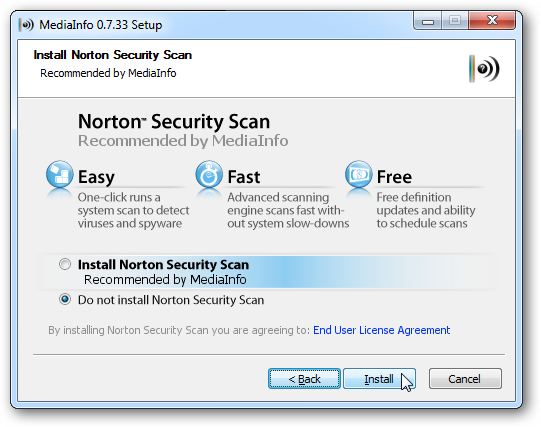 MediaInfo 0.7.33 Setup
Install Norton Security Scan
Recommended by MediaInfo
Norton™ Security Scan
Recommended by MediaInfo
Easy
One-click runs a
system scan to detect
viruses and spyware
Fast
Advanced scanning
engine scans fast with-
out system slow-downs
Free
Free definition
updates and ability
to schedule scans
Install Norton Security Scan
Recommended by MediaInfo
Do not install Norton Security Scan
By installing Norton Security Scan you are agreeing to: End User License Agreement
< Back Install Cancel